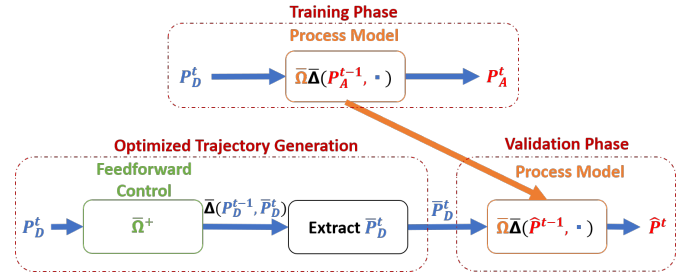 Training Phase
Process Model
P_D^t Ω̅Δ̅(P_A^{t-1}, ·) P_A^t
Optimized Trajectory Generation Validation Phase
Feedforward Process Model
Control
Δ̅(P_D^{t-1}, P̅_D^t) P̅_D^t
P_D^t Ω̅⁺ Extract P̅_D^t Ω̅Δ̅(P̂^{t-1}, ·) P̂^t